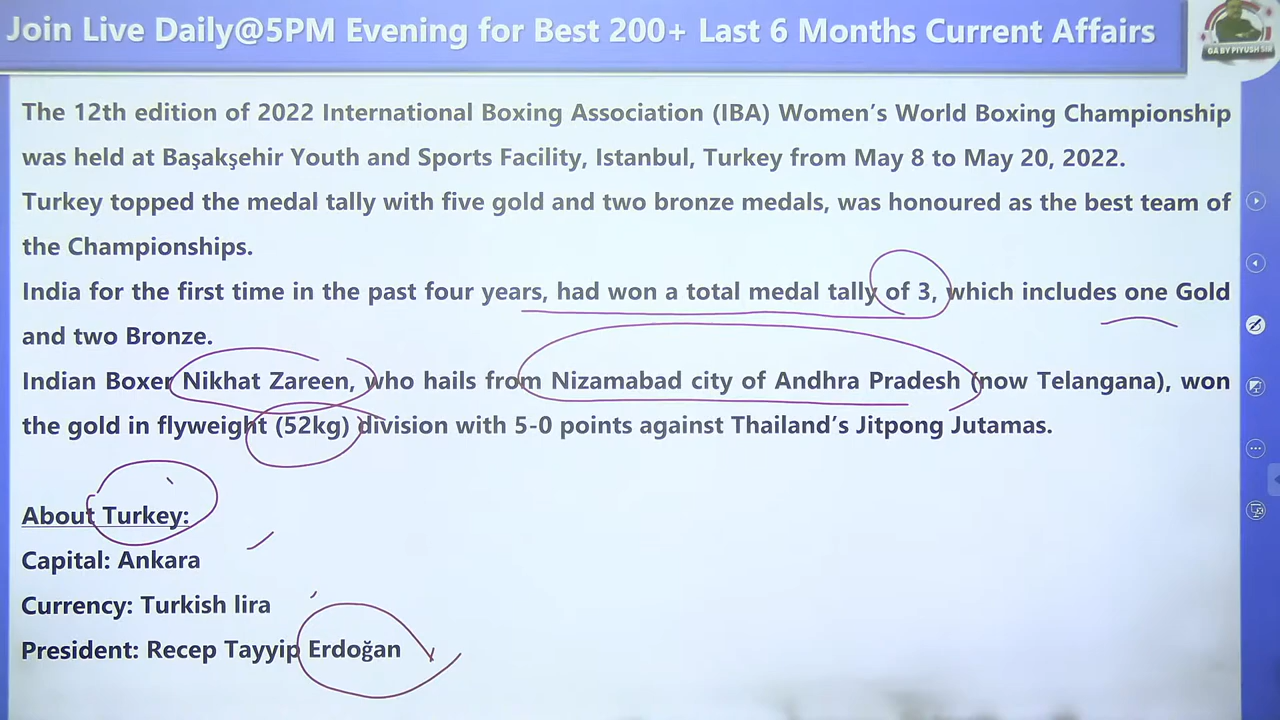 Join Live Daily@5PM Evening for Best 200+ Last 6 Months Current Affairs
GA BY PIYUSH SIR
The 12th edition of 2022 International Boxing Association (IBA) Women's World Boxing Championship
was held at Başakşehir Youth and Sports Facility, Istanbul, Turkey from May 8 to May 20, 2022.
Turkey topped the medal tally with five gold and two bronze medals, was honoured as the best team of
the Championships.
India for the first time in the past four years, had won a total medal tally of 3, which includes one Gold
and two Bronze.
Indian Boxer Nikhat Zareen, who hails from Nizamabad city of Andhra Pradesh (now Telangana), won
the gold in flyweight (52kg) division with 5-0 points against Thailand's Jitpong Jutamas.
About Turkey:
Capital: Ankara
Currency: Turkish lira
President: Recep Tayyip Erdoğan